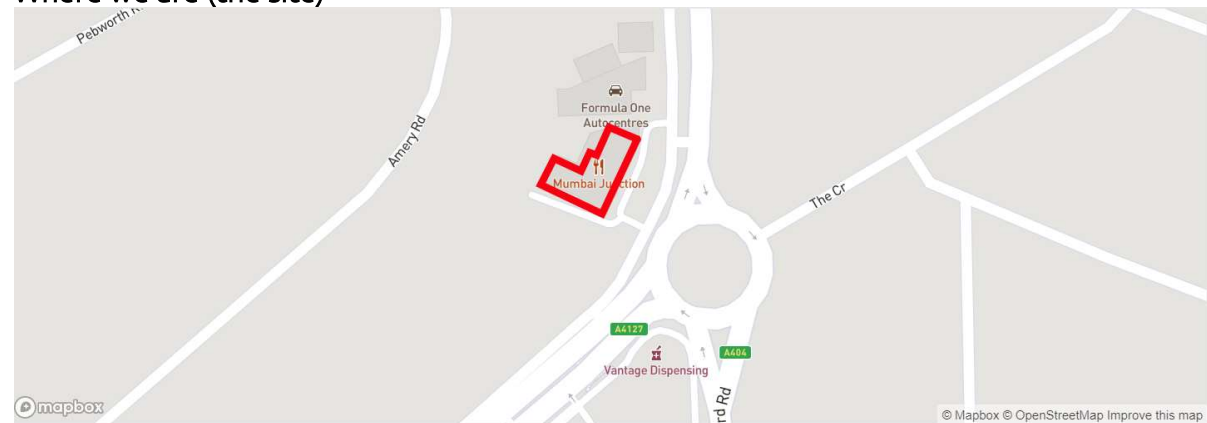 Where we are (the site)
Pebworth
Amery Rd
Formula One
Autocentres
Mumbai Junction
The Cr
A4127
A404
Vantage Dispensing
rd Rd
mapbox
© Mapbox © OpenStreetMap Improve this map